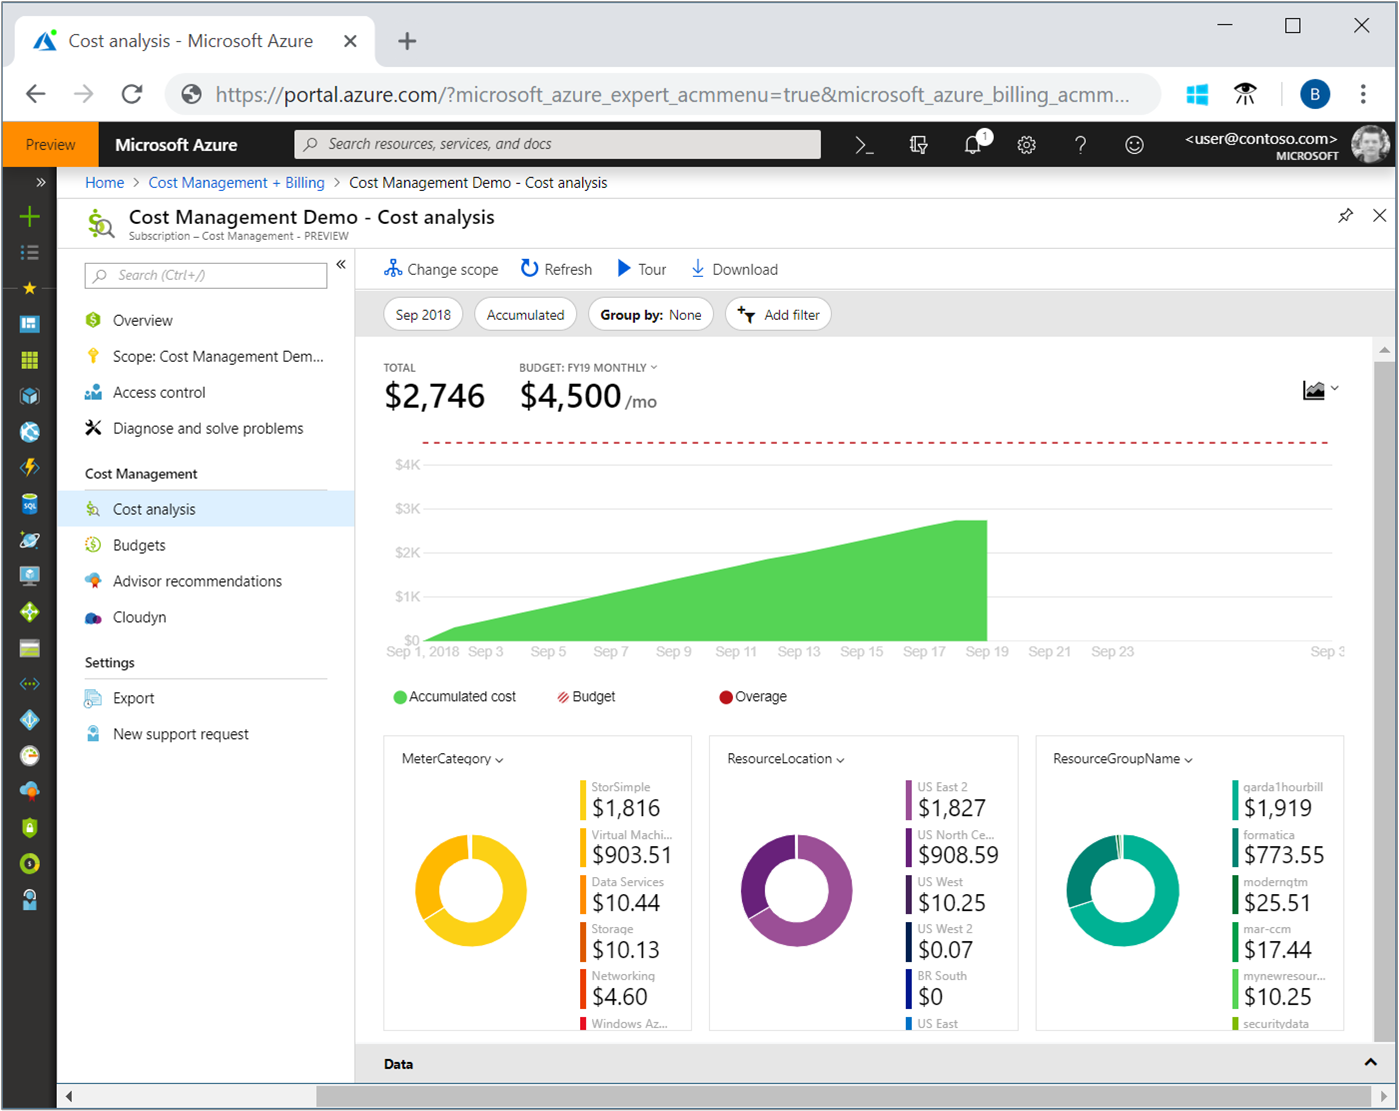 Cost analysis - Microsoft Azure
https://portal.azure.com/?microsoft_azure_expert_acmmenu=true&microsoft_azure_billing_acmm...
B
Preview
Microsoft Azure
Search resources, services, and docs
1
<user@contoso.com>
MICROSOFT
Home > Cost Management + Billing > Cost Management Demo - Cost analysis
Cost Management Demo - Cost analysis
Subscription – Cost Management - PREVIEW
Search (Ctrl+/)
Overview
Scope: Cost Management Dem...
Access control
Diagnose and solve problems
Cost Management
Cost analysis
Budgets
Advisor recommendations
Cloudyn
Settings
Export
New support request
Change scope
Refresh
Tour
Download
Sep 2018
Accumulated
Group by: None
Add filter
TOTAL
$2,746
BUDGET: FY19 MONTHLY
$4,500 /mo
$4K
$3K
$2K
$1K
$0
Sep 1, 2018 Sep 3 Sep 5 Sep 7 Sep 9 Sep 11 Sep 13 Sep 15 Sep 17 Sep 19 Sep 21 Sep 23 Sep 3
Accumulated cost
Budget
Overage
MeterCategory
StorSimple
$1,816
Virtual Machi...
$903.51
Data Services
$10.44
Storage
$10.13
Networking
$4.60
Windows Az...
ResourceLocation
US East 2
$1,827
US North Ce...
$908.59
US West
$10.25
US West 2
$0.07
BR South
$0
US East
ResourceGroupName
qarda1hourbill
$1,919
formatica
$773.55
modernqtm
$25.51
mar-ccm
$17.44
mynewresour...
$10.25
securitydata
Data